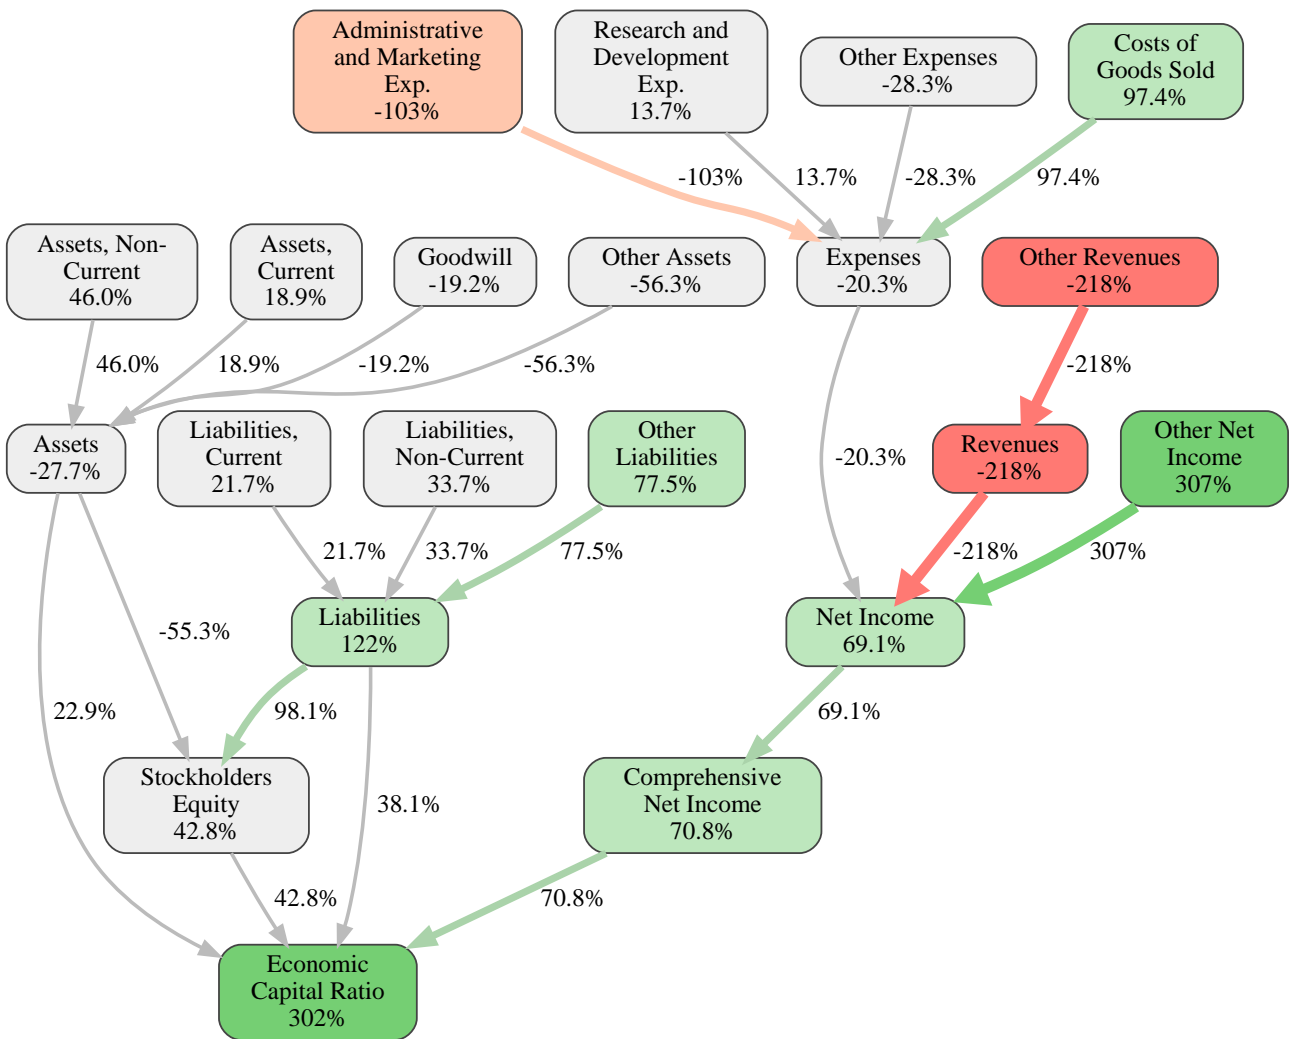 Administrative
and Marketing
Exp.
-103%
Research and
Development
Exp.
13.7%
Other Expenses
-28.3%
Costs of
Goods Sold
97.4%
-103%
13.7%
-28.3%
97.4%
Assets, Non-
Current
46.0%
Assets,
Current
18.9%
Goodwill
-19.2%
Other Assets
-56.3%
Expenses
-20.3%
Other Revenues
-218%
46.0%
18.9%
-19.2%
-56.3%
-218%
Assets
-27.7%
Liabilities,
Current
21.7%
Liabilities,
Non-Current
33.7%
Other
Liabilities
77.5%
-20.3%
Revenues
-218%
Other Net
Income
307%
21.7%
33.7%
77.5%
-218%
307%
-55.3%
Liabilities
122%
Net Income
69.1%
22.9%
98.1%
69.1%
Stockholders
Equity
42.8%
38.1%
Comprehensive
Net Income
70.8%
42.8%
70.8%
Economic
Capital Ratio
302%